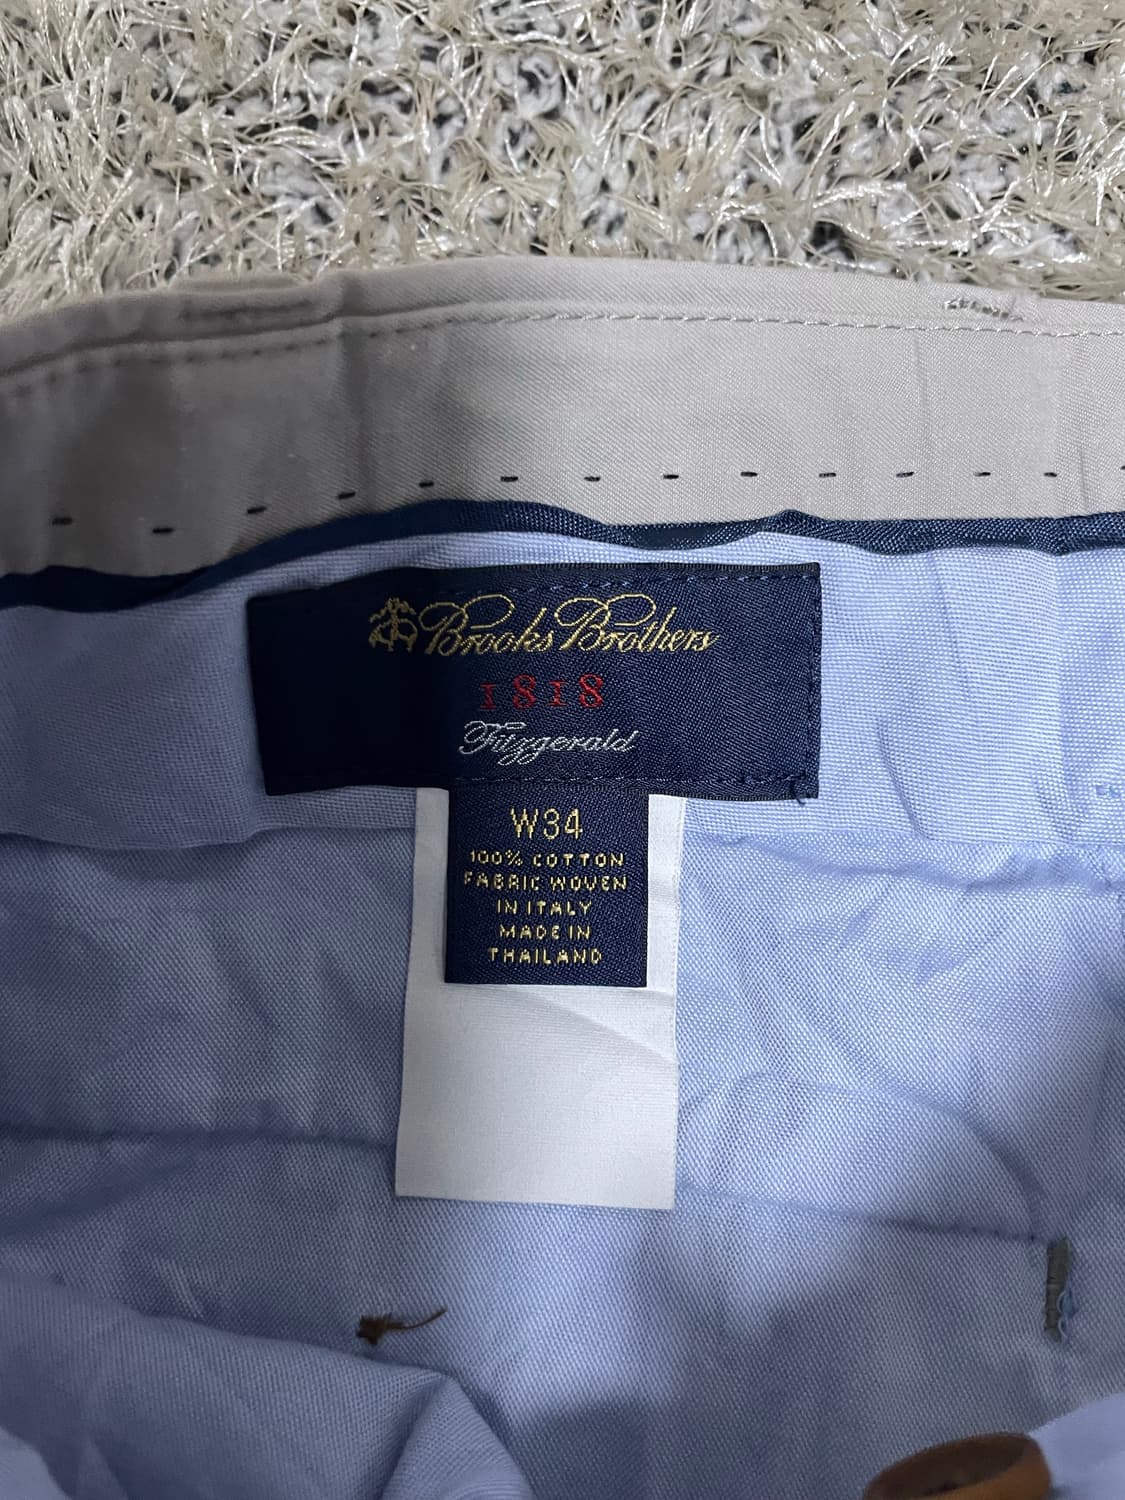 Brooks Brothers
1818
Fitzgerald
W34
100% COTTON
FABRIC WOVEN
IN ITALY
MADE IN
THAILAND